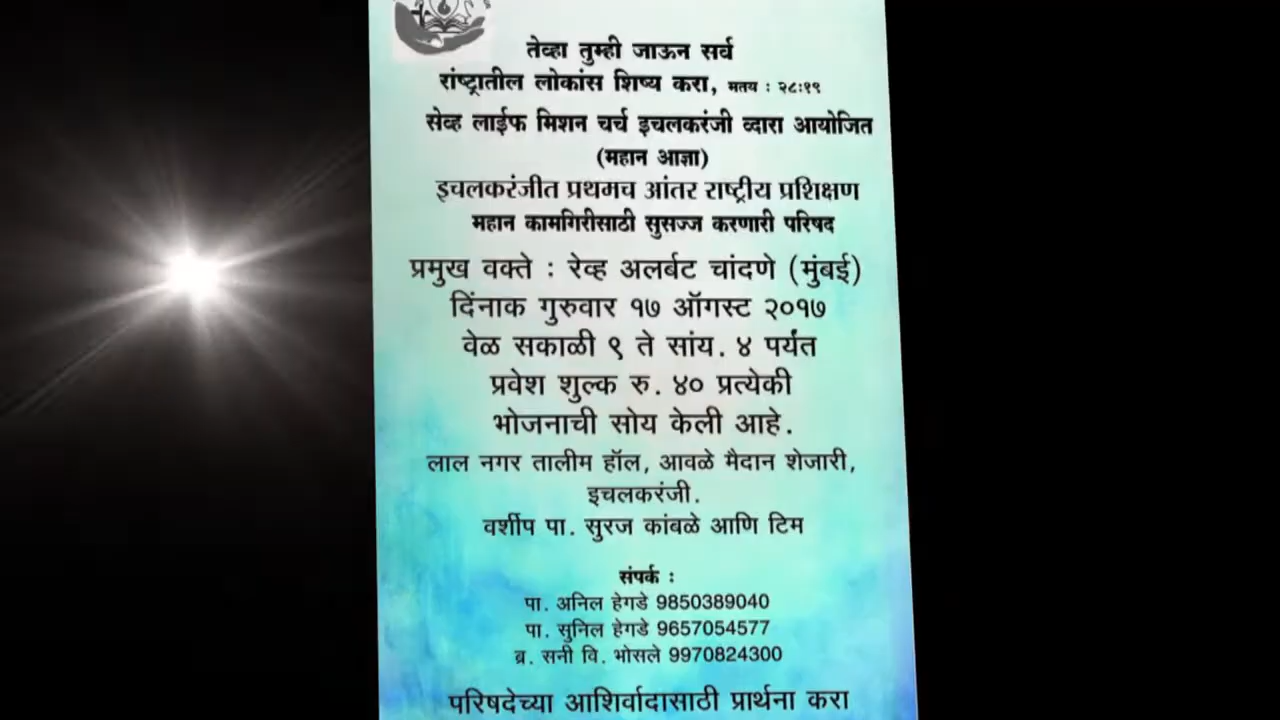 तेव्हा तुम्ही जाऊन सर्व
रांष्ट्रातील लोकांस शिष्य करा, मतय : २८:१९
सेव्ह लाईफ मिशन चर्च इचलकरंजी व्दारा आयोजित
(महान आज्ञा)
इचलकरंजीत प्रथमच आंतर राष्ट्रीय प्रशिक्षण
महान कामगिरीसाठी सुसज्ज करणारी परिषद
प्रमुख वक्ते : रेव्ह अलर्बट चांदणे (मुंबई)
दिंनाक गुरुवार १७ ऑगस्ट २०१७
वेळ सकाळी ९ ते सांय. ४ पर्यंत
प्रवेश शुल्क रु. ४० प्रत्येकी
भोजनाची सोय केली आहे.
लाल नगर तालीम हॉल, आवळे मैदान शेजारी,
इचलकरंजी.
वर्शीप पा. सुरज कांबळे आणि टिम
संपर्क :
पा. अनिल हेगडे 9850389040
पा. सुनिल हेगडे 9657054577
ब्र. सनी वि. भोसले 9970824300
परिषदेच्या आशिर्वादासाठी प्रार्थना करा